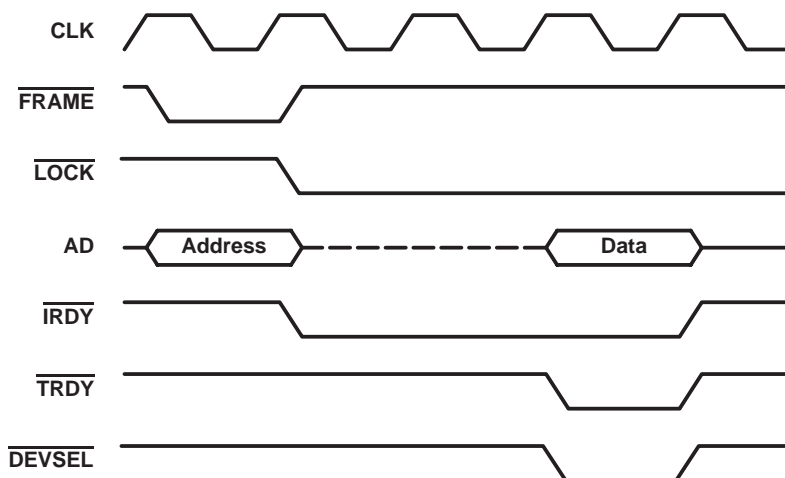 CLK
FRAME
LOCK
AD Address Data
IRDY
TRDY
DEVSEL